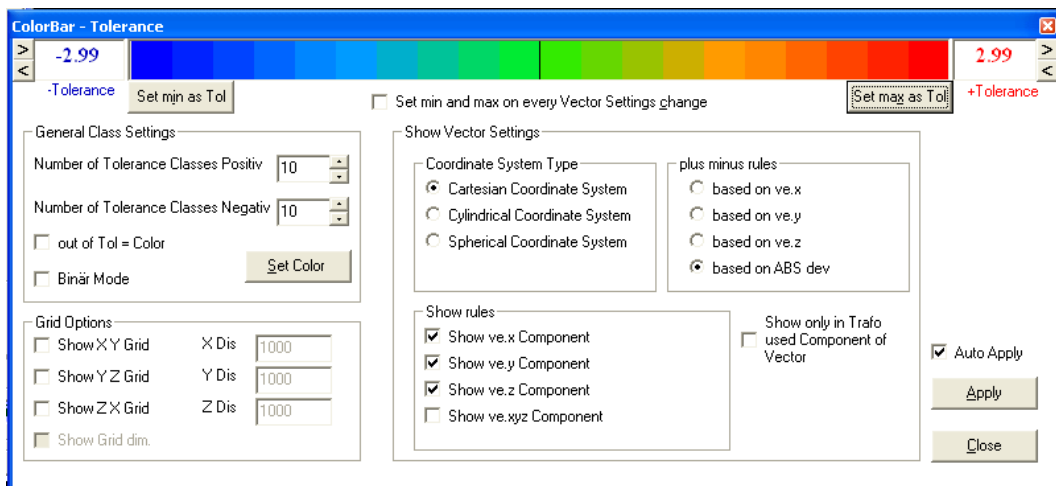 ColorBar - Tolerance
> -2.99 2.99 >
< <
-Tolerance Set min as Tol Set min and max on every Vector Settings change Set max as Tol +Tolerance
General Class Settings
Number of Tolerance Classes Positiv 10
Number of Tolerance Classes Negativ 10
out of Tol = Color
Binär Mode
Set Color
Grid Options
Show X Y Grid X Dis 1000
Show Y Z Grid Y Dis 1000
Show Z X Grid Z Dis 1000
Show Grid dim.
Show Vector Settings
Coordinate System Type
Cartesian Coordinate System
Cylindrical Coordinate System
Spherical Coordinate System
plus minus rules
based on ve.x
based on ve.y
based on ve.z
based on ABS dev
Show rules
Show ve.x Component
Show ve.y Component
Show ve.z Component
Show ve.xyz Component
Show only in Trafo
used Component of
Vector
Auto Apply
Apply
Close